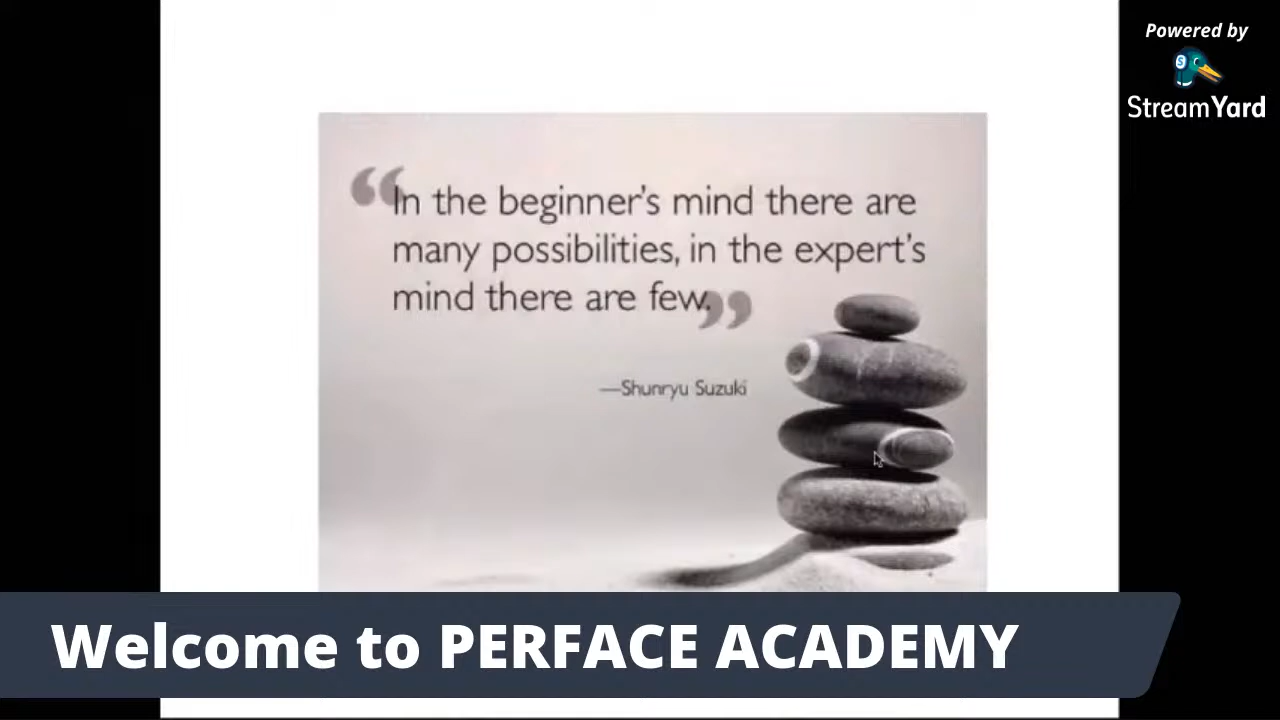 Powered by
StreamYard
“In the beginner’s mind there are
many possibilities, in the expert’s
mind there are few.”
—Shunryu Suzuki
Welcome to PERFACE ACADEMY